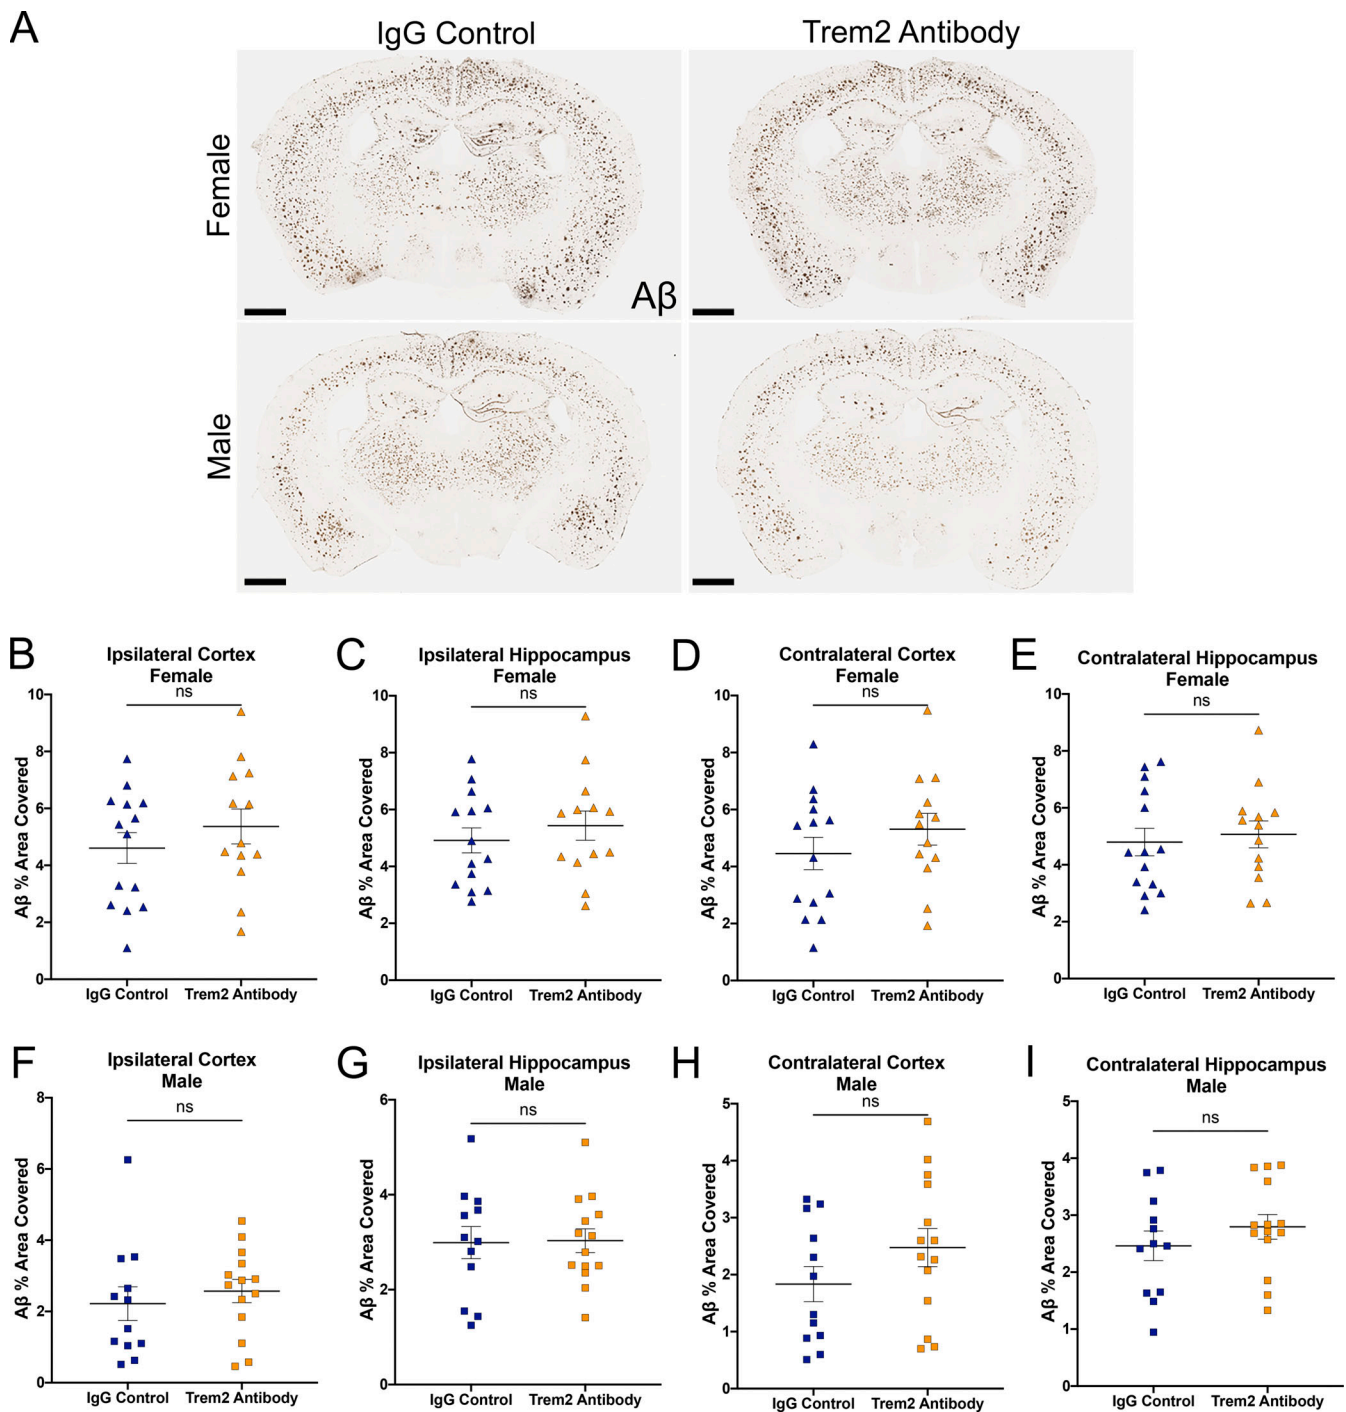 A
IgG Control
Trem2 Antibody
Female
Aβ
Male
B
Ipsilateral Cortex
Female
ns
Aβ % Area Covered
10
8
6
4
2
0
IgG Control
Trem2 Antibody
C
Ipsilateral Hippocampus
Female
ns
Aβ % Area Covered
10
8
6
4
2
0
IgG Control
Trem2 Antibody
D
Contralateral Cortex
Female
ns
Aβ % Area Covered
10
8
6
4
2
0
IgG Control
Trem2 Antibody
E
Contralateral Hippocampus
Female
ns
Aβ % Area Covered
10
8
6
4
2
0
IgG Control
Trem2 Antibody
F
Ipsilateral Cortex
Male
ns
Aβ % Area Covered
8
6
4
2
0
IgG Control
Trem2 Antibody
G
Ipsilateral Hippocampus
Male
ns
Aβ % Area Covered
6
4
2
0
IgG Control
Trem2 Antibody
H
Contralateral Cortex
Male
ns
Aβ % Area Covered
5
4
3
2
1
0
IgG Control
Trem2 Antibody
I
Contralateral Hippocampus
Male
ns
Aβ % Area Covered
5
4
3
2
1
0
IgG Control
Trem2 Antibody